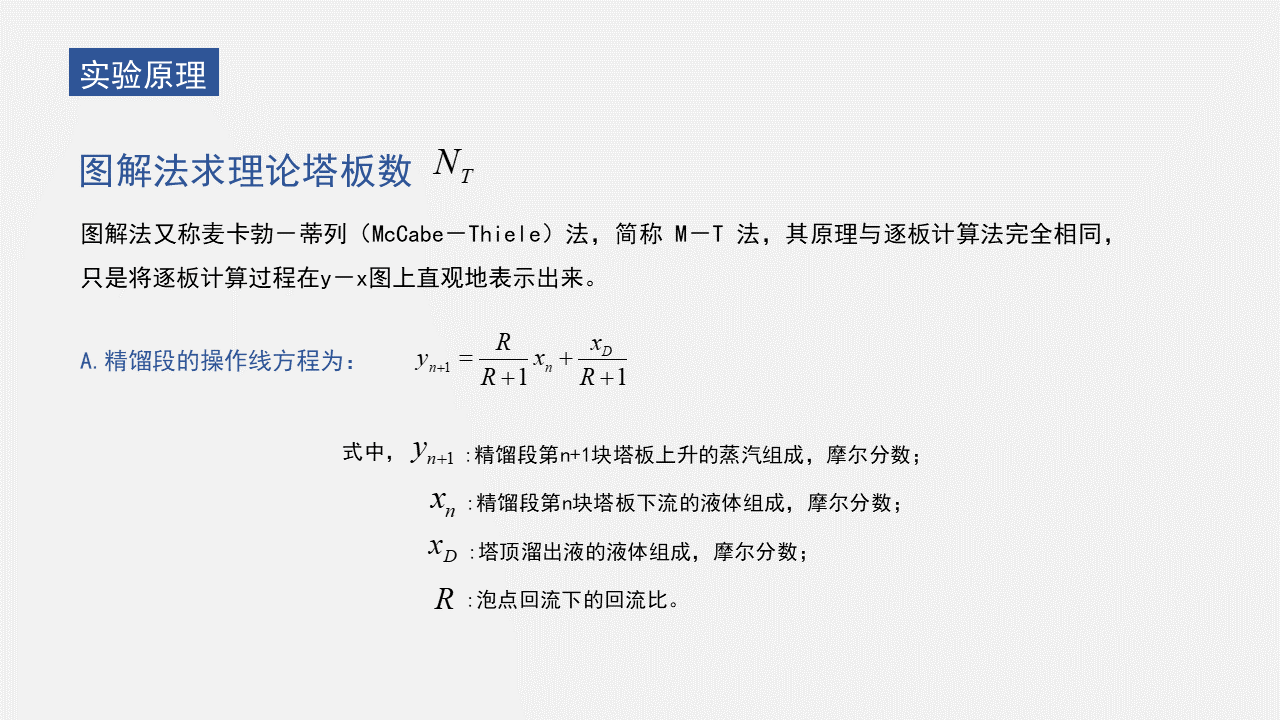 实验原理
图解法求理论塔板数 N_T
图解法又称麦卡勃－蒂列（McCabe－Thiele）法，简称 M－T 法，其原理与逐板计算法完全相同，
只是将逐板计算过程在y－x图上直观地表示出来。
A.精馏段的操作线方程为： y_{n+1} = \frac{R}{R+1} x_n + \frac{x_D}{R+1}
式中， y_{n+1} :精馏段第n+1块塔板上升的蒸汽组成，摩尔分数；
x_n :精馏段第n块塔板下流的液体组成，摩尔分数；
x_D :塔顶溜出液的液体组成，摩尔分数；
R :泡点回流下的回流比。